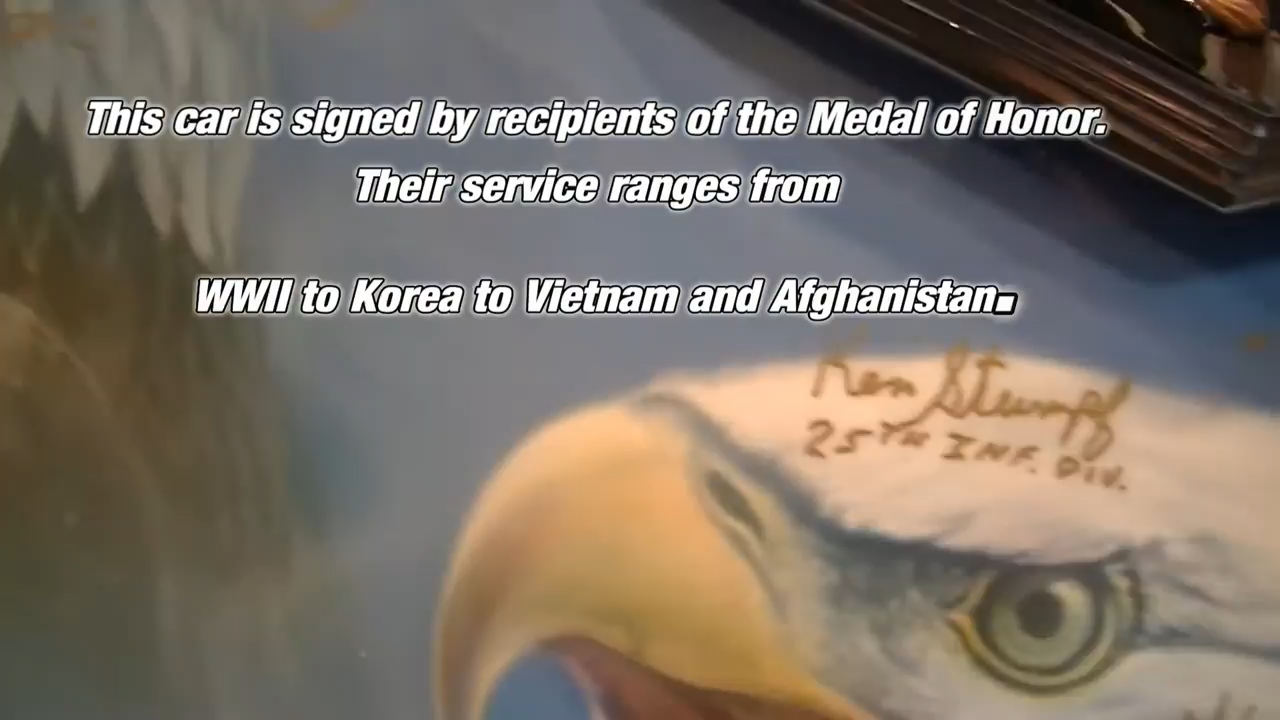 This car is signed by recipients of the Medal of Honor.
Their service ranges from
WWII to Korea to Vietnam and Afghanistan.
Ken Stumpf
25TH INF. DIV.